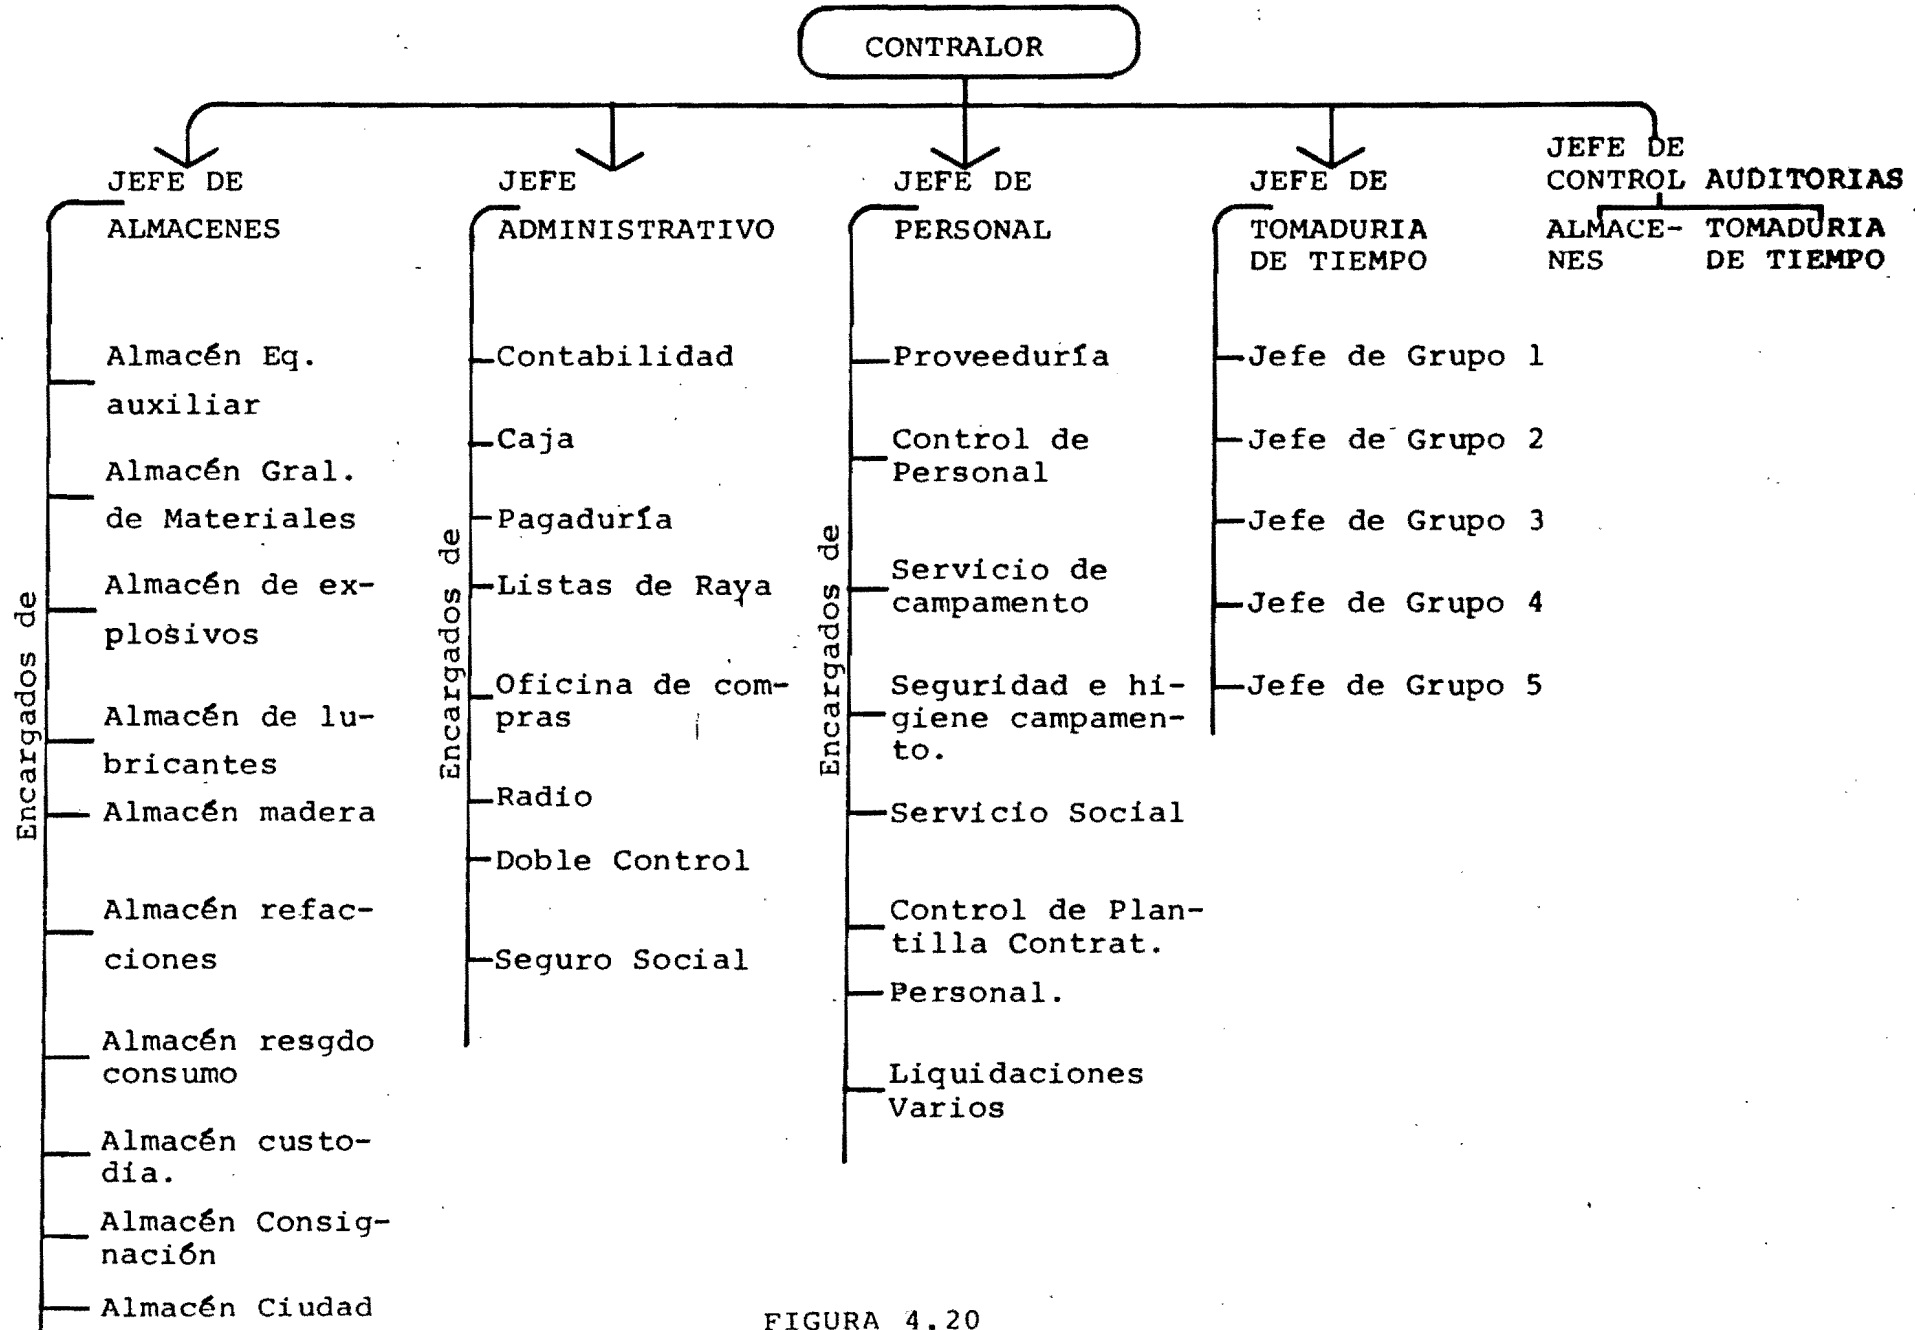 CONTRALOR
JEFE DE
ALMACENES
Encargados de
Almacén Eq.
auxiliar
Almacén Gral.
de Materiales
Almacén de ex-
plosivos
Almacén de lu-
bricantes
Almacén madera
Almacén refac-
ciones
Almacén resgdo
consumo
Almacén custo-
dia.
Almacén Consig-
nación
Almacén Ciudad
JEFE
ADMINISTRATIVO
Encargados de
Contabilidad
Caja
Pagaduría
Listas de Raya
Oficina de com-
pras
Radio
Doble Control
Seguro Social
JEFE DE
PERSONAL
Encargados de
Proveeduría
Control de
Personal
Servicio de
campamento
Seguridad e hi-
giene campamen-
to.
Servicio Social
Control de Plan-
tilla Contrat.
Personal.
Liquidaciones
Varios
JEFE DE
TOMADURIA
DE TIEMPO
Jefe de Grupo 1
Jefe de Grupo 2
Jefe de Grupo 3
Jefe de Grupo 4
Jefe de Grupo 5
JEFE DE
CONTROL AUDITORIAS
ALMACE-
NES
TOMADURIA
DE TIEMPO
FIGURA 4.20